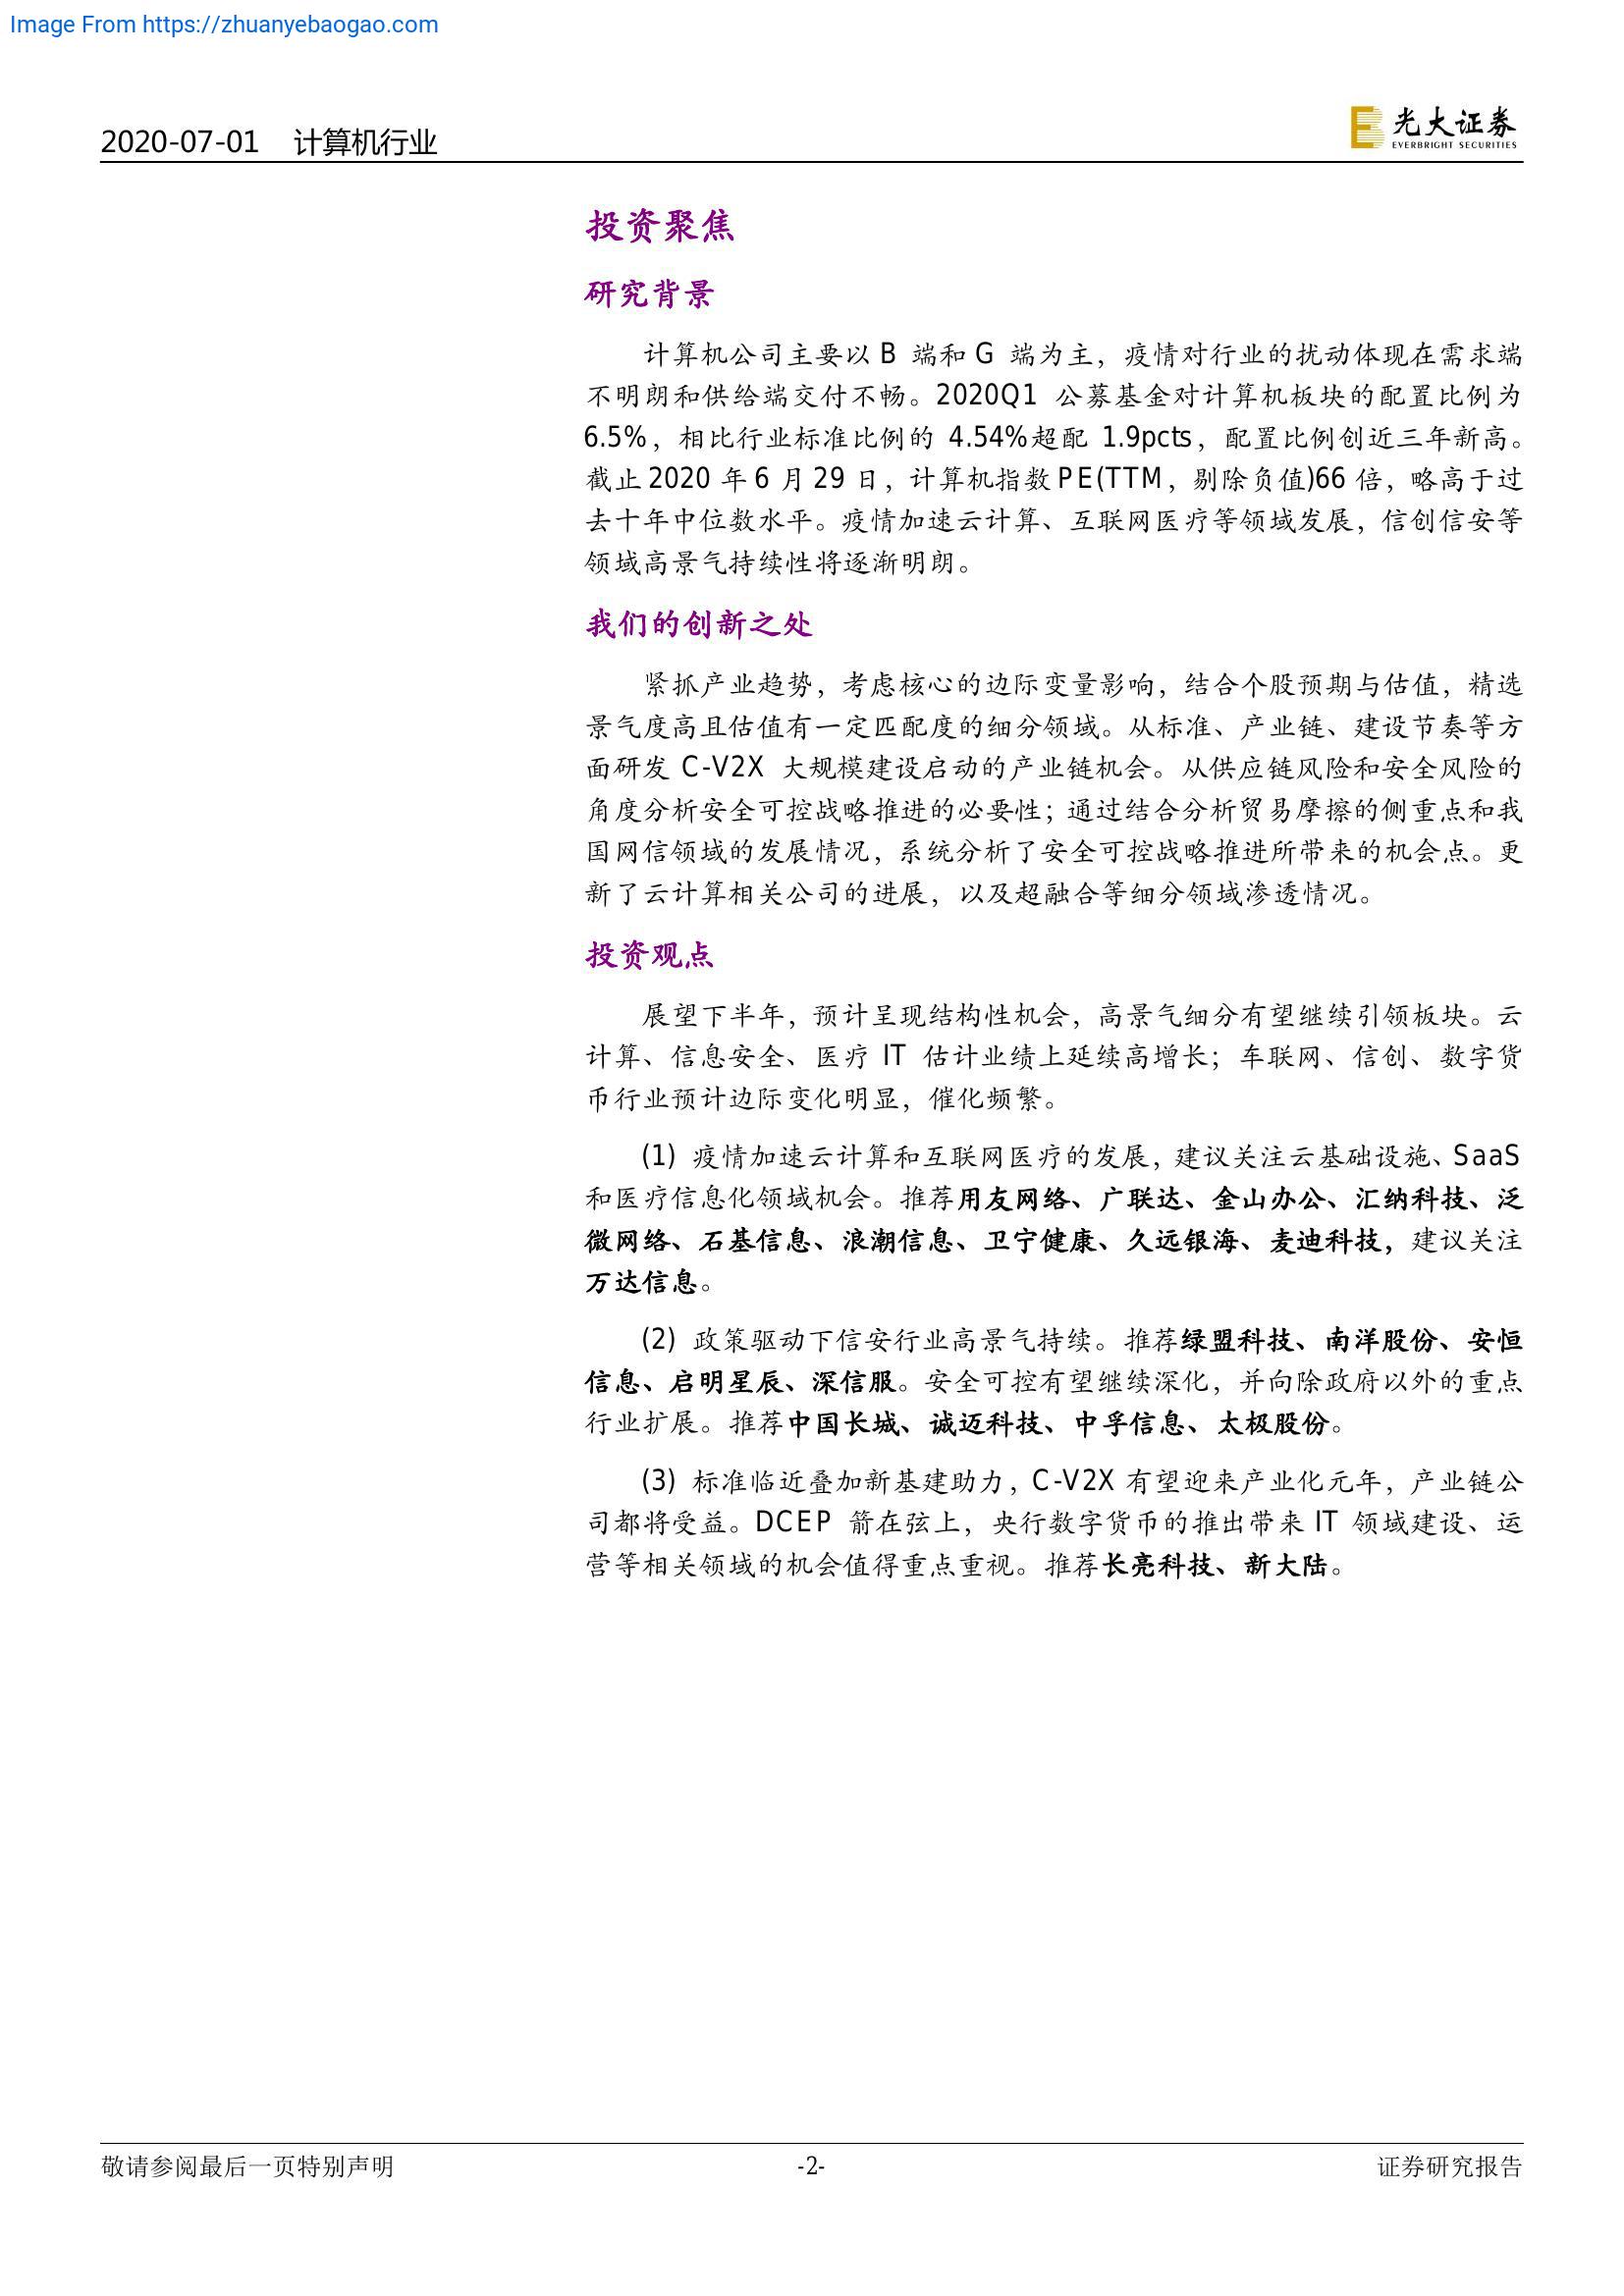 Image From https://zhuanyebaogao.com
2020-07-01 计算机行业
光大证券
EVERBRIGHT SECURITIES
投资聚焦
研究背景
计算机公司主要以 B 端和 G 端为主，疫情对行业的扰动体现在需求端
不明朗和供给端交付不畅。2020Q1 公募基金对计算机板块的配置比例为
6.5%，相比行业标准比例的 4.54%超配 1.9pcts，配置比例创近三年新高。
截止 2020 年 6 月 29 日，计算机指数 PE(TTM，剔除负值)66 倍，略高于过
去十年中位数水平。疫情加速云计算、互联网医疗等领域发展，信创信安等
领域高景气持续性将逐渐明朗。
我们的创新之处
紧抓产业趋势，考虑核心的边际变量影响，结合个股预期与估值，精选
景气度高且估值有一定匹配度的细分领域。从标准、产业链、建设节奏等方
面研发 C-V2X 大规模建设启动的产业链机会。从供应链风险和安全风险的
角度分析安全可控战略推进的必要性；通过结合分析贸易摩擦的侧重点和我
国网信领域的发展情况，系统分析了安全可控战略推进所带来的机会点。更
新了云计算相关公司的进展，以及超融合等细分领域渗透情况。
投资观点
展望下半年，预计呈现结构性机会，高景气细分有望继续引领板块。云
计算、信息安全、医疗 IT 估计业绩上延续高增长；车联网、信创、数字货
币行业预计边际变化明显，催化频繁。
(1) 疫情加速云计算和互联网医疗的发展，建议关注云基础设施、SaaS
和医疗信息化领域机会。推荐用友网络、广联达、金山办公、汇纳科技、泛
微网络、石基信息、浪潮信息、卫宁健康、久远银海、麦迪科技，建议关注
万达信息。
(2) 政策驱动下信安行业高景气持续。推荐绿盟科技、南洋股份、安恒
信息、启明星辰、深信服。安全可控有望继续深化，并向除政府以外的重点
行业扩展。推荐中国长城、诚迈科技、中孚信息、太极股份。
(3) 标准临近叠加新基建助力，C-V2X 有望迎来产业化元年，产业链公
司都将受益。DCEP 箭在弦上，央行数字货币的推出带来 IT 领域建设、运
营等相关领域的机会值得重点重视。推荐长亮科技、新大陆。
敬请参阅最后一页特别声明 -2- 证券研究报告